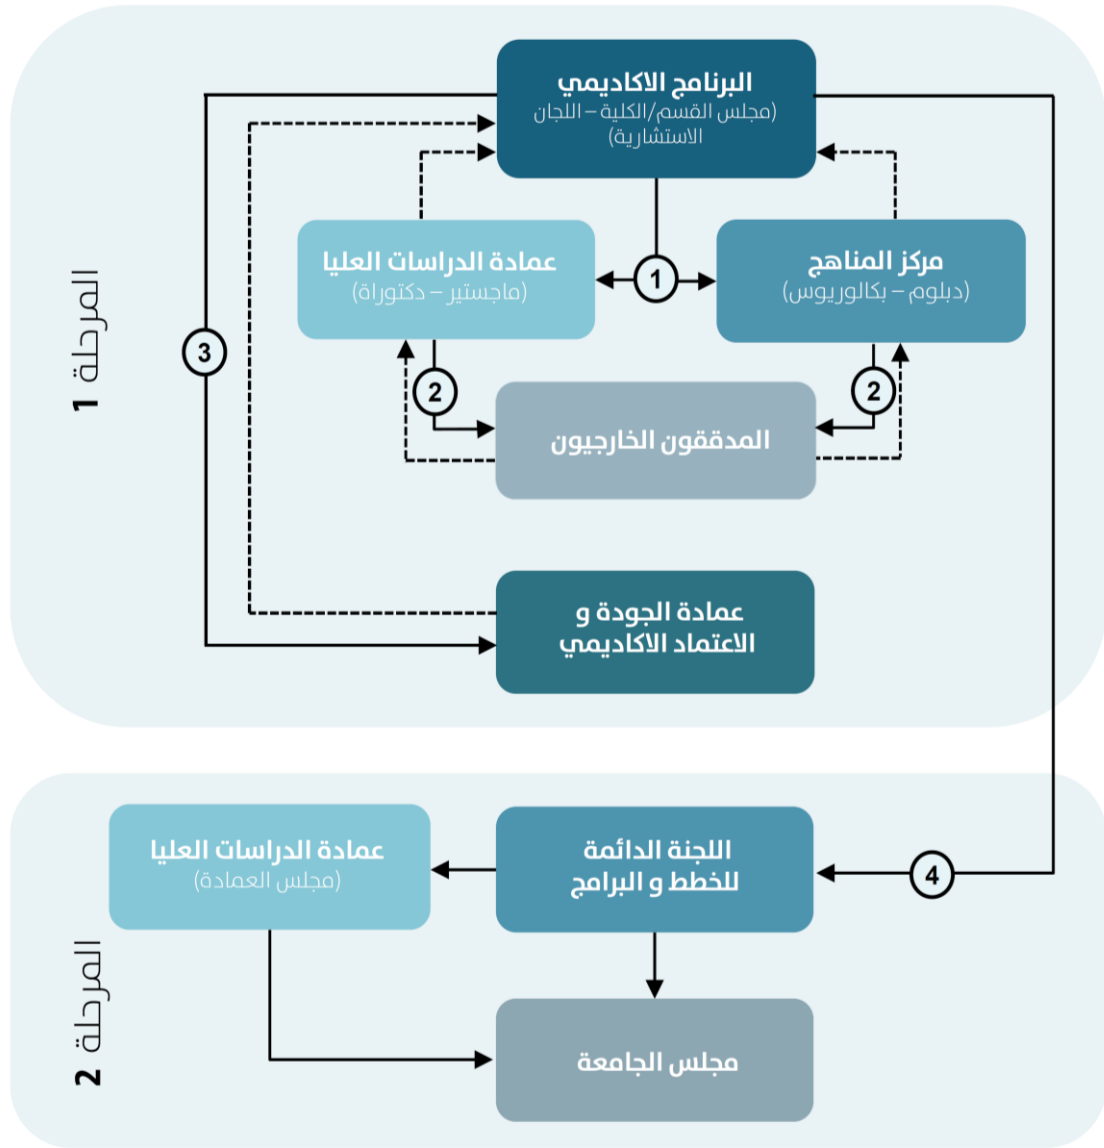 البرنامج الاكاديمي
(مجلس القسم/الكلية – اللجان
الاستشارية)
مركز المناهج
(دبلوم – بكالوريوس)
1
عمادة الدراسات العليا
(ماجستير – دكتوراة)
المرحلة 1
3
2
2
المدققون الخارجيون
عمادة الجودة و
الاعتماد الاكاديمي
4
اللجنة الدائمة
للخطط و البرامج
عمادة الدراسات العليا
(مجلس العمادة)
المرحلة 2
مجلس الجامعة